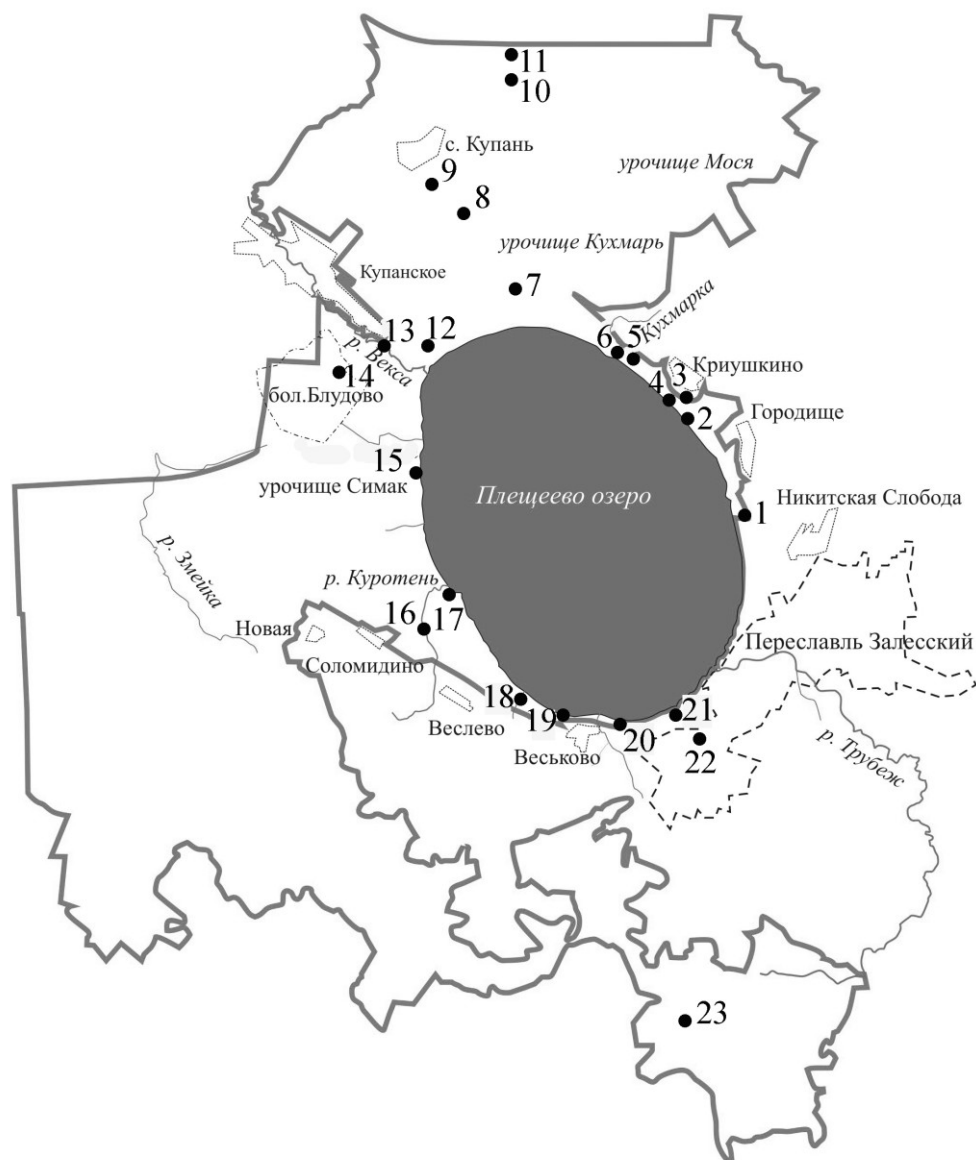 11
10
с. Купань
урочище Мося
9
8
урочище Кухмарь
Купанское
7
Кухмарка
6
5
13
12
р. Векса
Криушкино
3
4
14
бол.Блудово
2
Городище
15
урочище Симак
Плещеево озеро
Никитская Слобода
1
р. Змейка
р. Куротень
16
17
Новая
Соломидино
Переславль Залесский
18
19
Веслево
Веськово
20
21
22
р. Трубеж
23